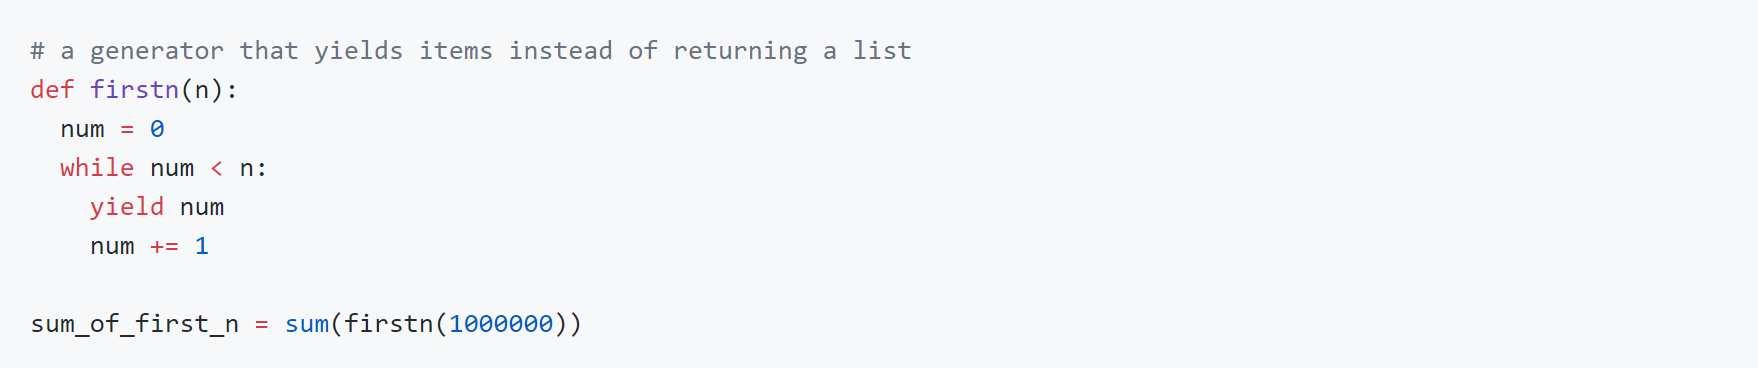 # a generator that yields items instead of returning a list
def firstn(n):
  num = 0
  while num < n:
    yield num
    num += 1

sum_of_first_n = sum(firstn(1000000))